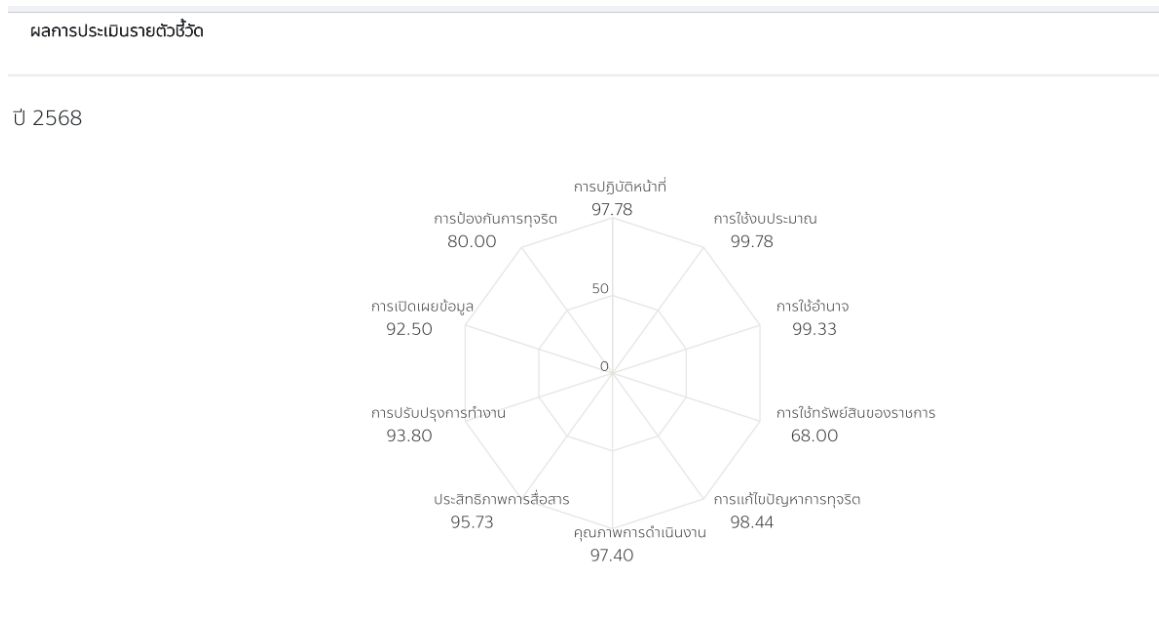 ผลการประเมินรายตัวชี้วัด
ปี 2568
การปฏิบัติหน้าที่
97.78
การป้องกันการทุจริต
80.00
การใช้งบประมาณ
99.78
50
การเปิดเผยข้อมูล
92.50
การใช้อำนาจ
99.33
0
การปรับปรุงการทำงาน
93.80
การใช้ทรัพย์สินของราชการ
68.00
ประสิทธิภาพการสื่อสาร
95.73
การแก้ไขปัญหาการทุจริต
98.44
คุณภาพการดำเนินงาน
97.40